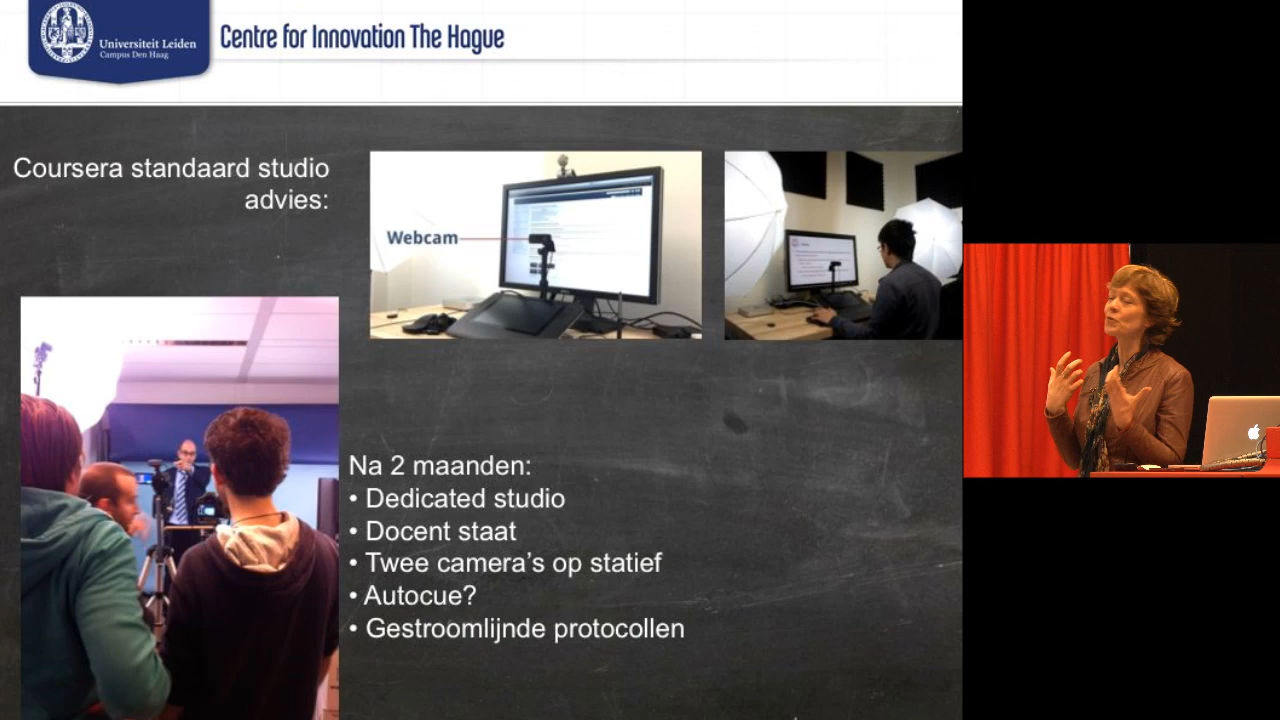 Universiteit Leiden
Campus Den Haag
Centre for Innovation The Hague
Coursera standaard studio
advies:
Webcam
Na 2 maanden:
• Dedicated studio
• Docent staat
• Twee camera’s op statief
• Autocue?
• Gestroomlijnde protocollen